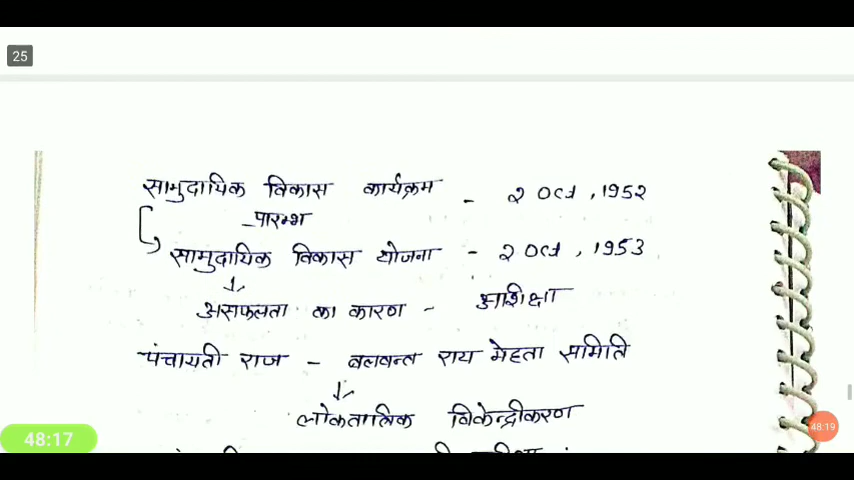 25
सामुदायिक विकास कार्यक्रम - 2 Oct, 1952
प्रारम्भ
सामुदायिक विकास योजना - 2 Oct, 1953
असफलता का कारण - अशिक्षा
पंचायती राज - बलबन्त राय मेहता समिति
लोकतान्त्रिक विकेन्द्रीकरण
48:17
48:19